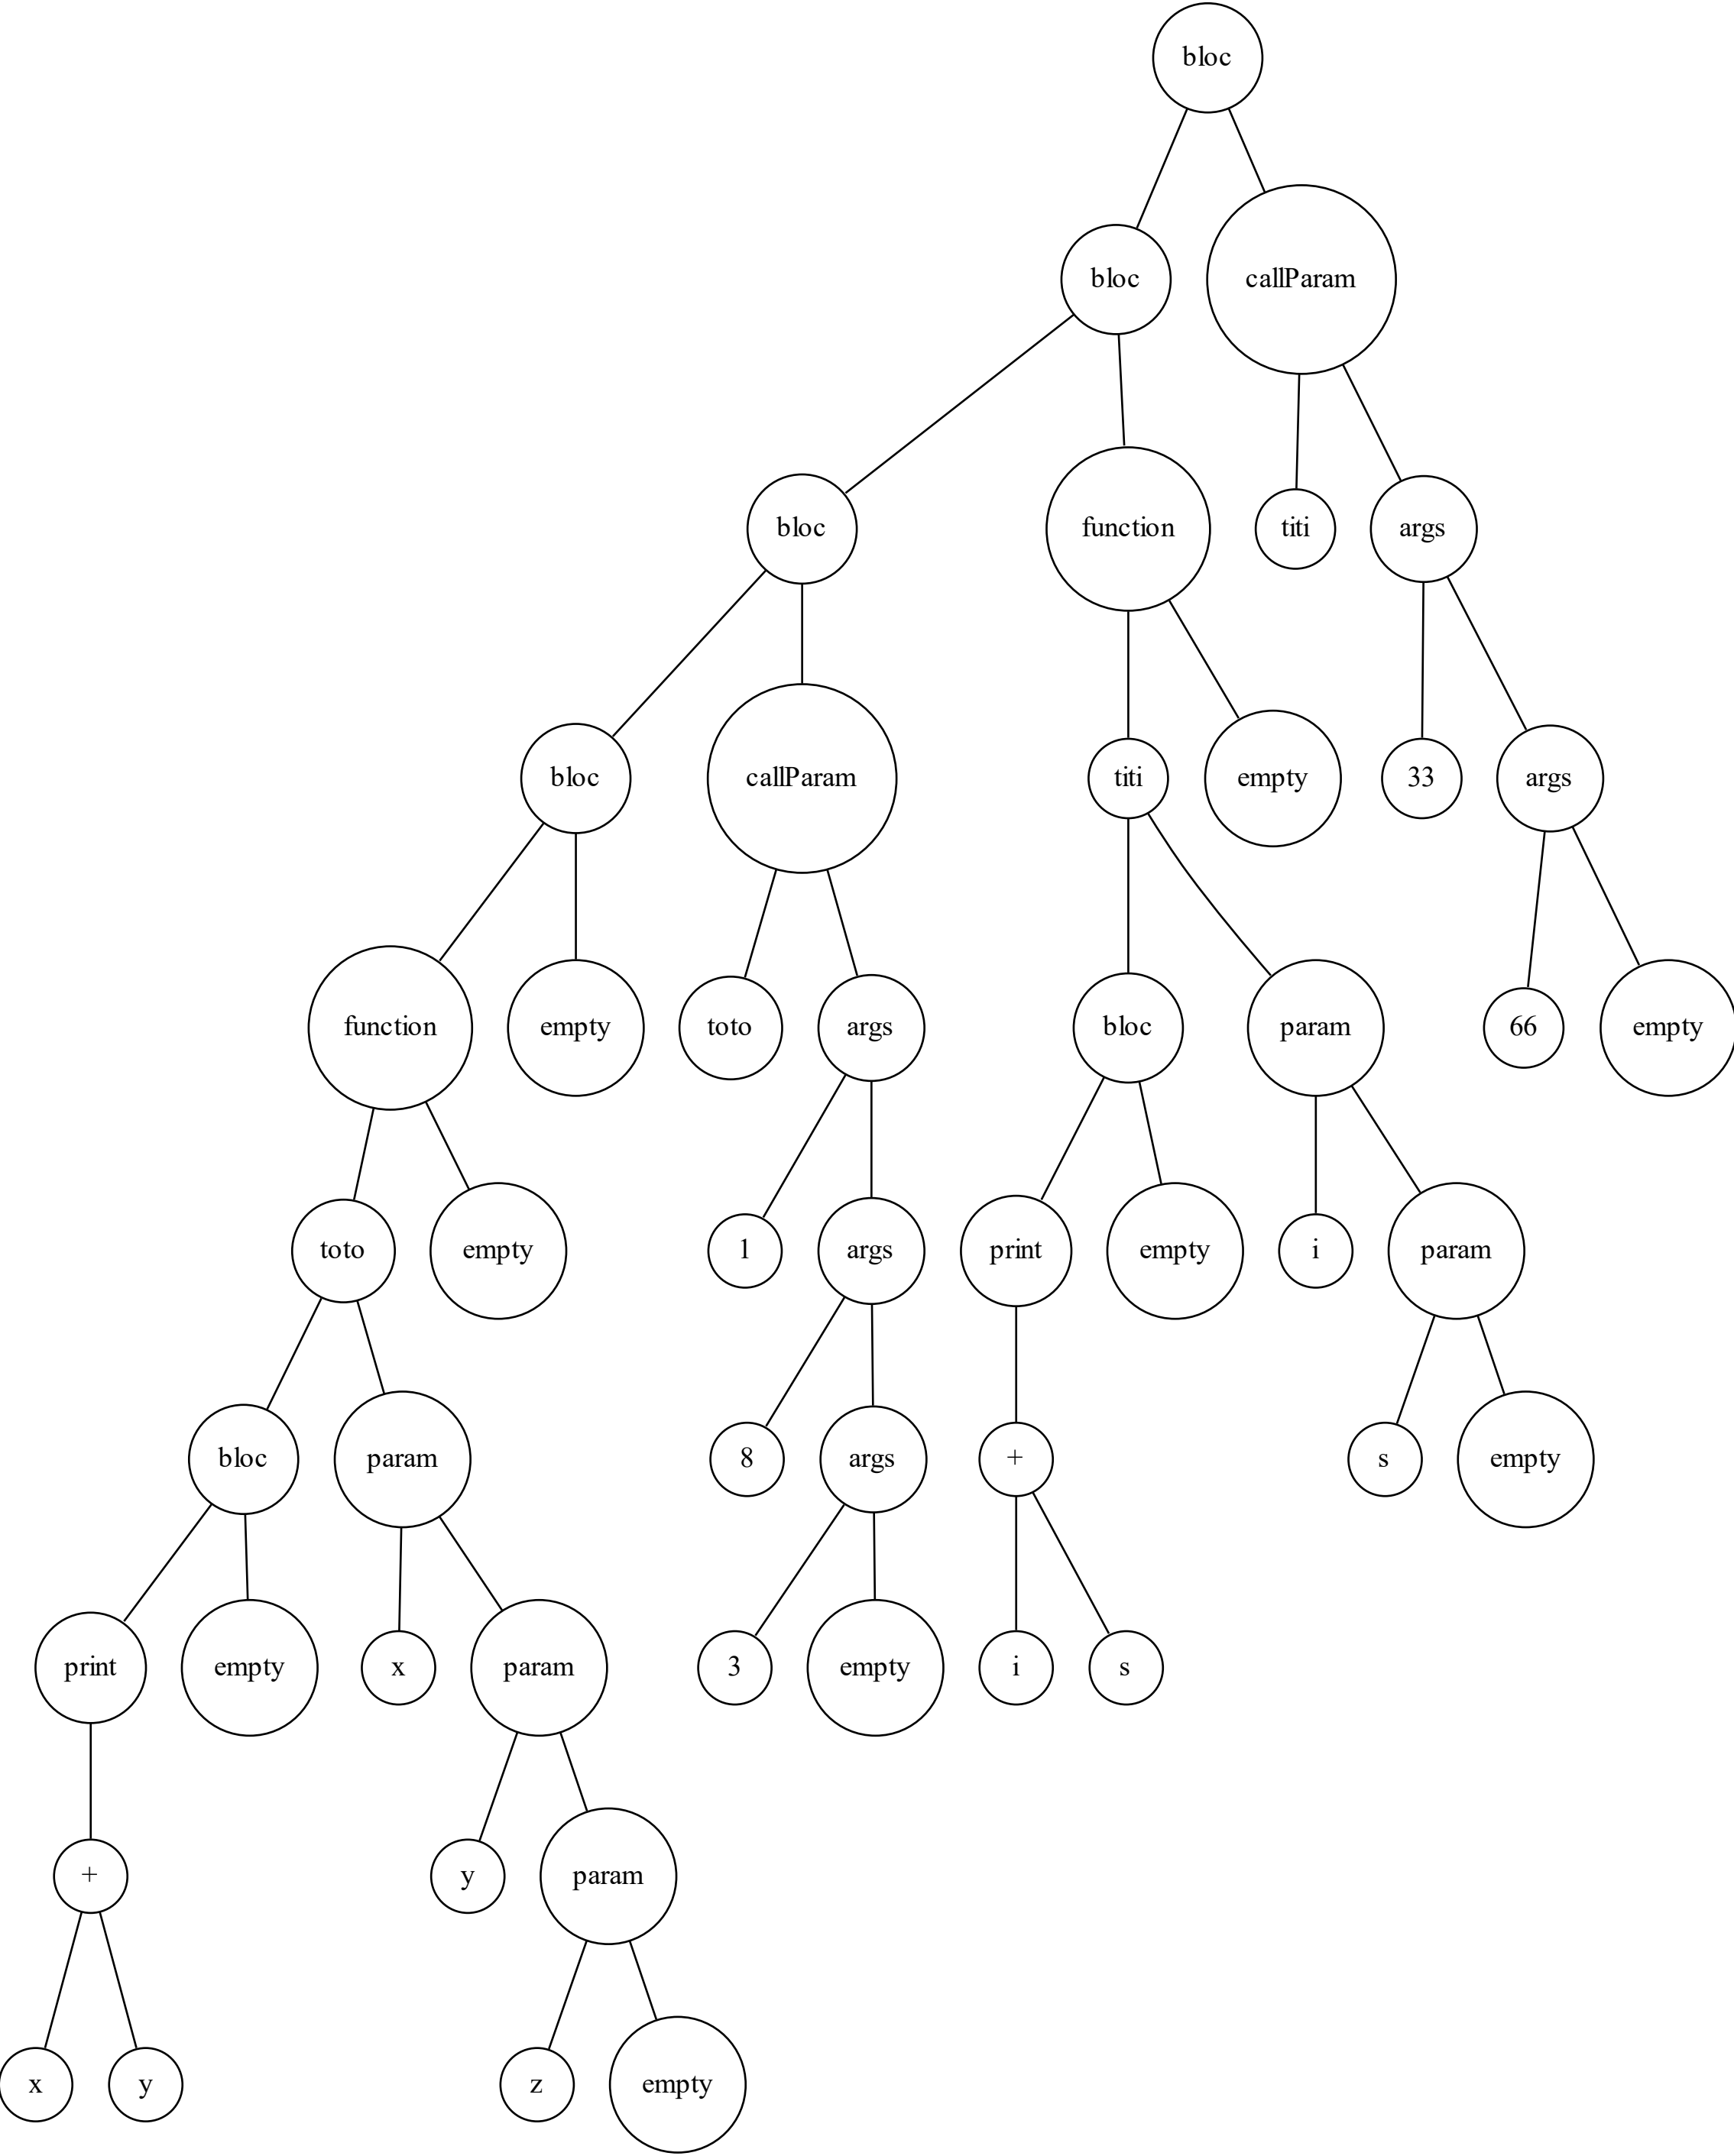 bloc
bloc
callParam
bloc
function
titi
args
bloc
callParam
titi
empty
33
args
function
empty
toto
args
bloc
param
66
empty
toto
empty
1
args
print
empty
i
param
bloc
param
8
args
+
s
empty
print
empty
x
param
3
empty
i
s
+
y
param
x
y
z
empty